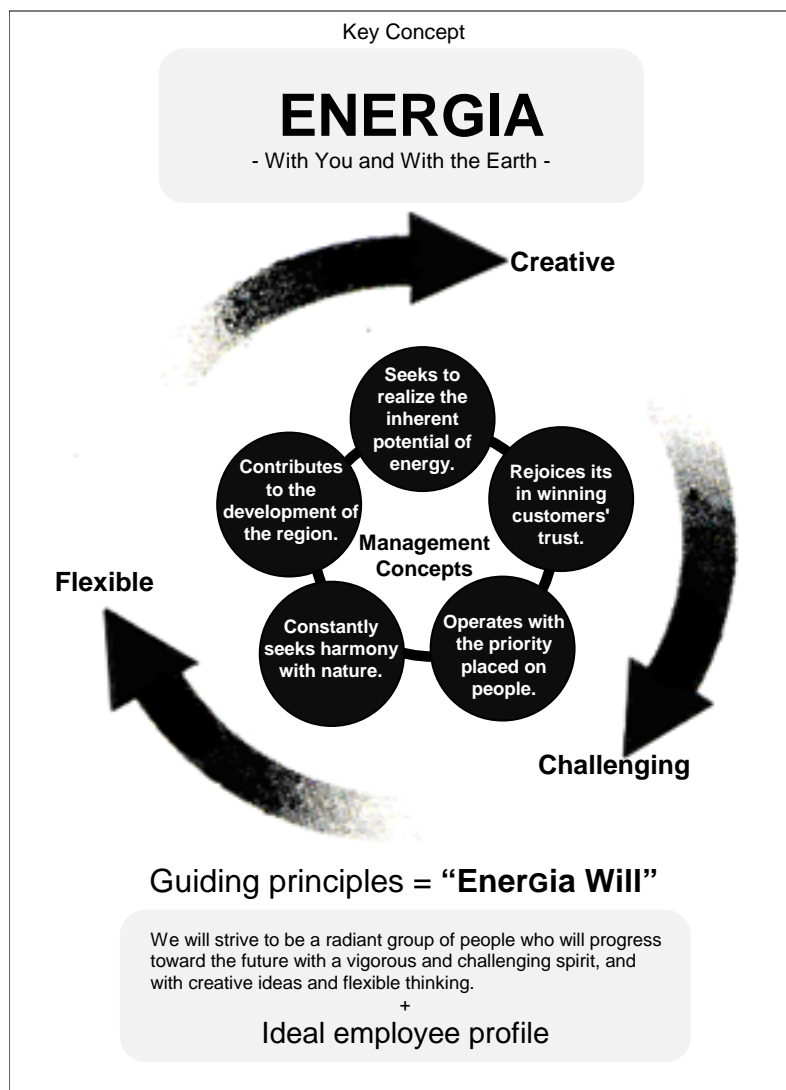 Key Concept
ENERGIA
- With You and With the Earth -
Creative
Seeks to
realize the
inherent
potential of
energy.
Contributes
to the
development of
the region.
Rejoices its
in winning
customers'
trust.
Management
Concepts
Flexible
Constantly
seeks harmony
with nature.
Operates with
the priority
placed on
people.
Challenging
Guiding principles = “EnerGia Will”
We will strive to be a radiant group of people who will progress
toward the future with a vigorous and challenging spirit, and
with creative ideas and flexible thinking.
+
Ideal employee profile